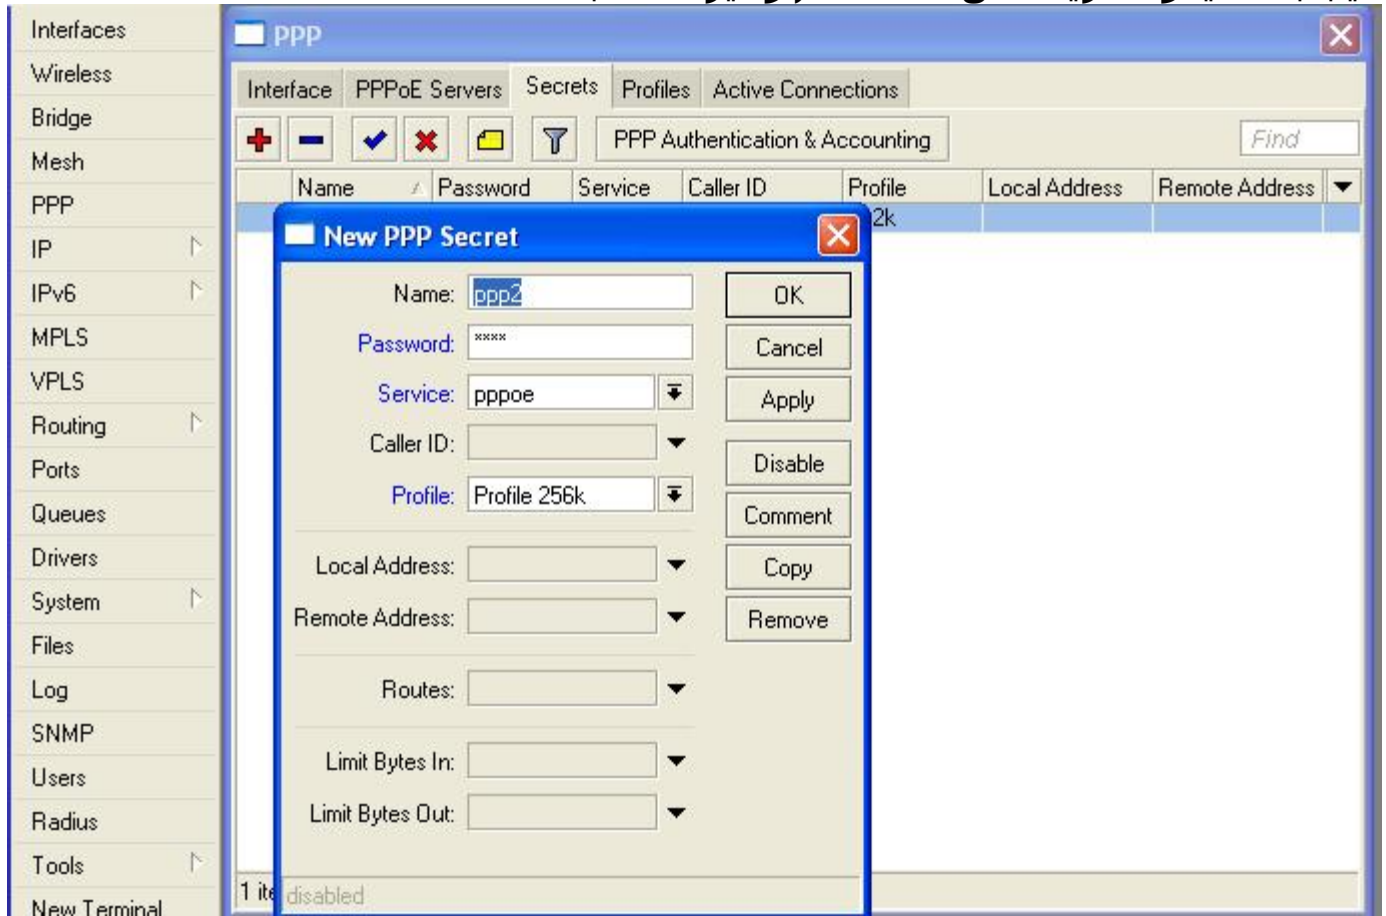 Interfaces
Wireless
Bridge
Mesh
PPP
IP
IPv6
MPLS
VPLS
Routing
Ports
Queues
Drivers
System
Files
Log
SNMP
Users
Radius
Tools
New Terminal
PPP
Interface PPPoE Servers Secrets Profiles Active Connections
PPP Authentication & Accounting Find
Name Password Service Caller ID Profile Local Address Remote Address
2k
New PPP Secret
Name: ppp2
Password: ****
Service: pppoe
Caller ID:
Profile: Profile 256k
Local Address:
Remote Address:
Routes:
Limit Bytes In:
Limit Bytes Out:
OK
Cancel
Apply
Disable
Comment
Copy
Remove
disabled
1 ite